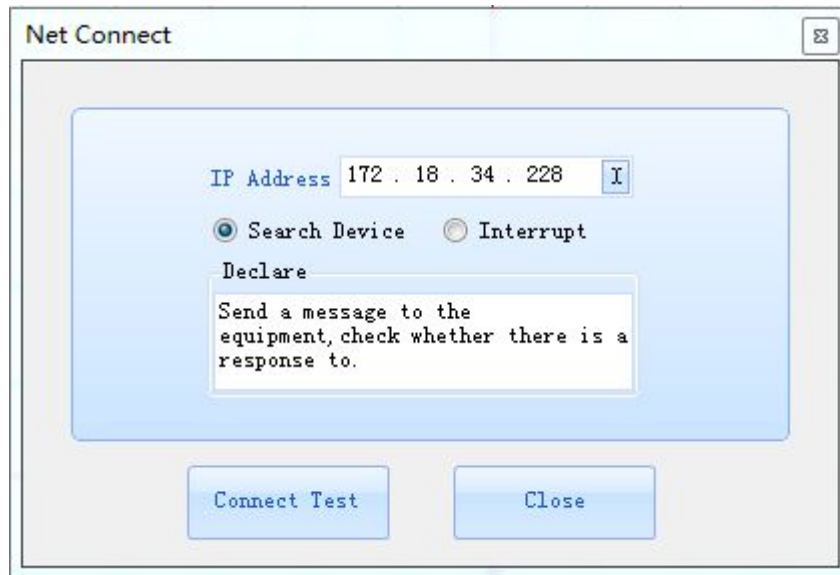 Net Connect
IP Address 172 . 18 . 34 . 228
Search Device Interrupt
Declare
Send a message to the
equipment,check whether there is a
response to.
Connect Test Close